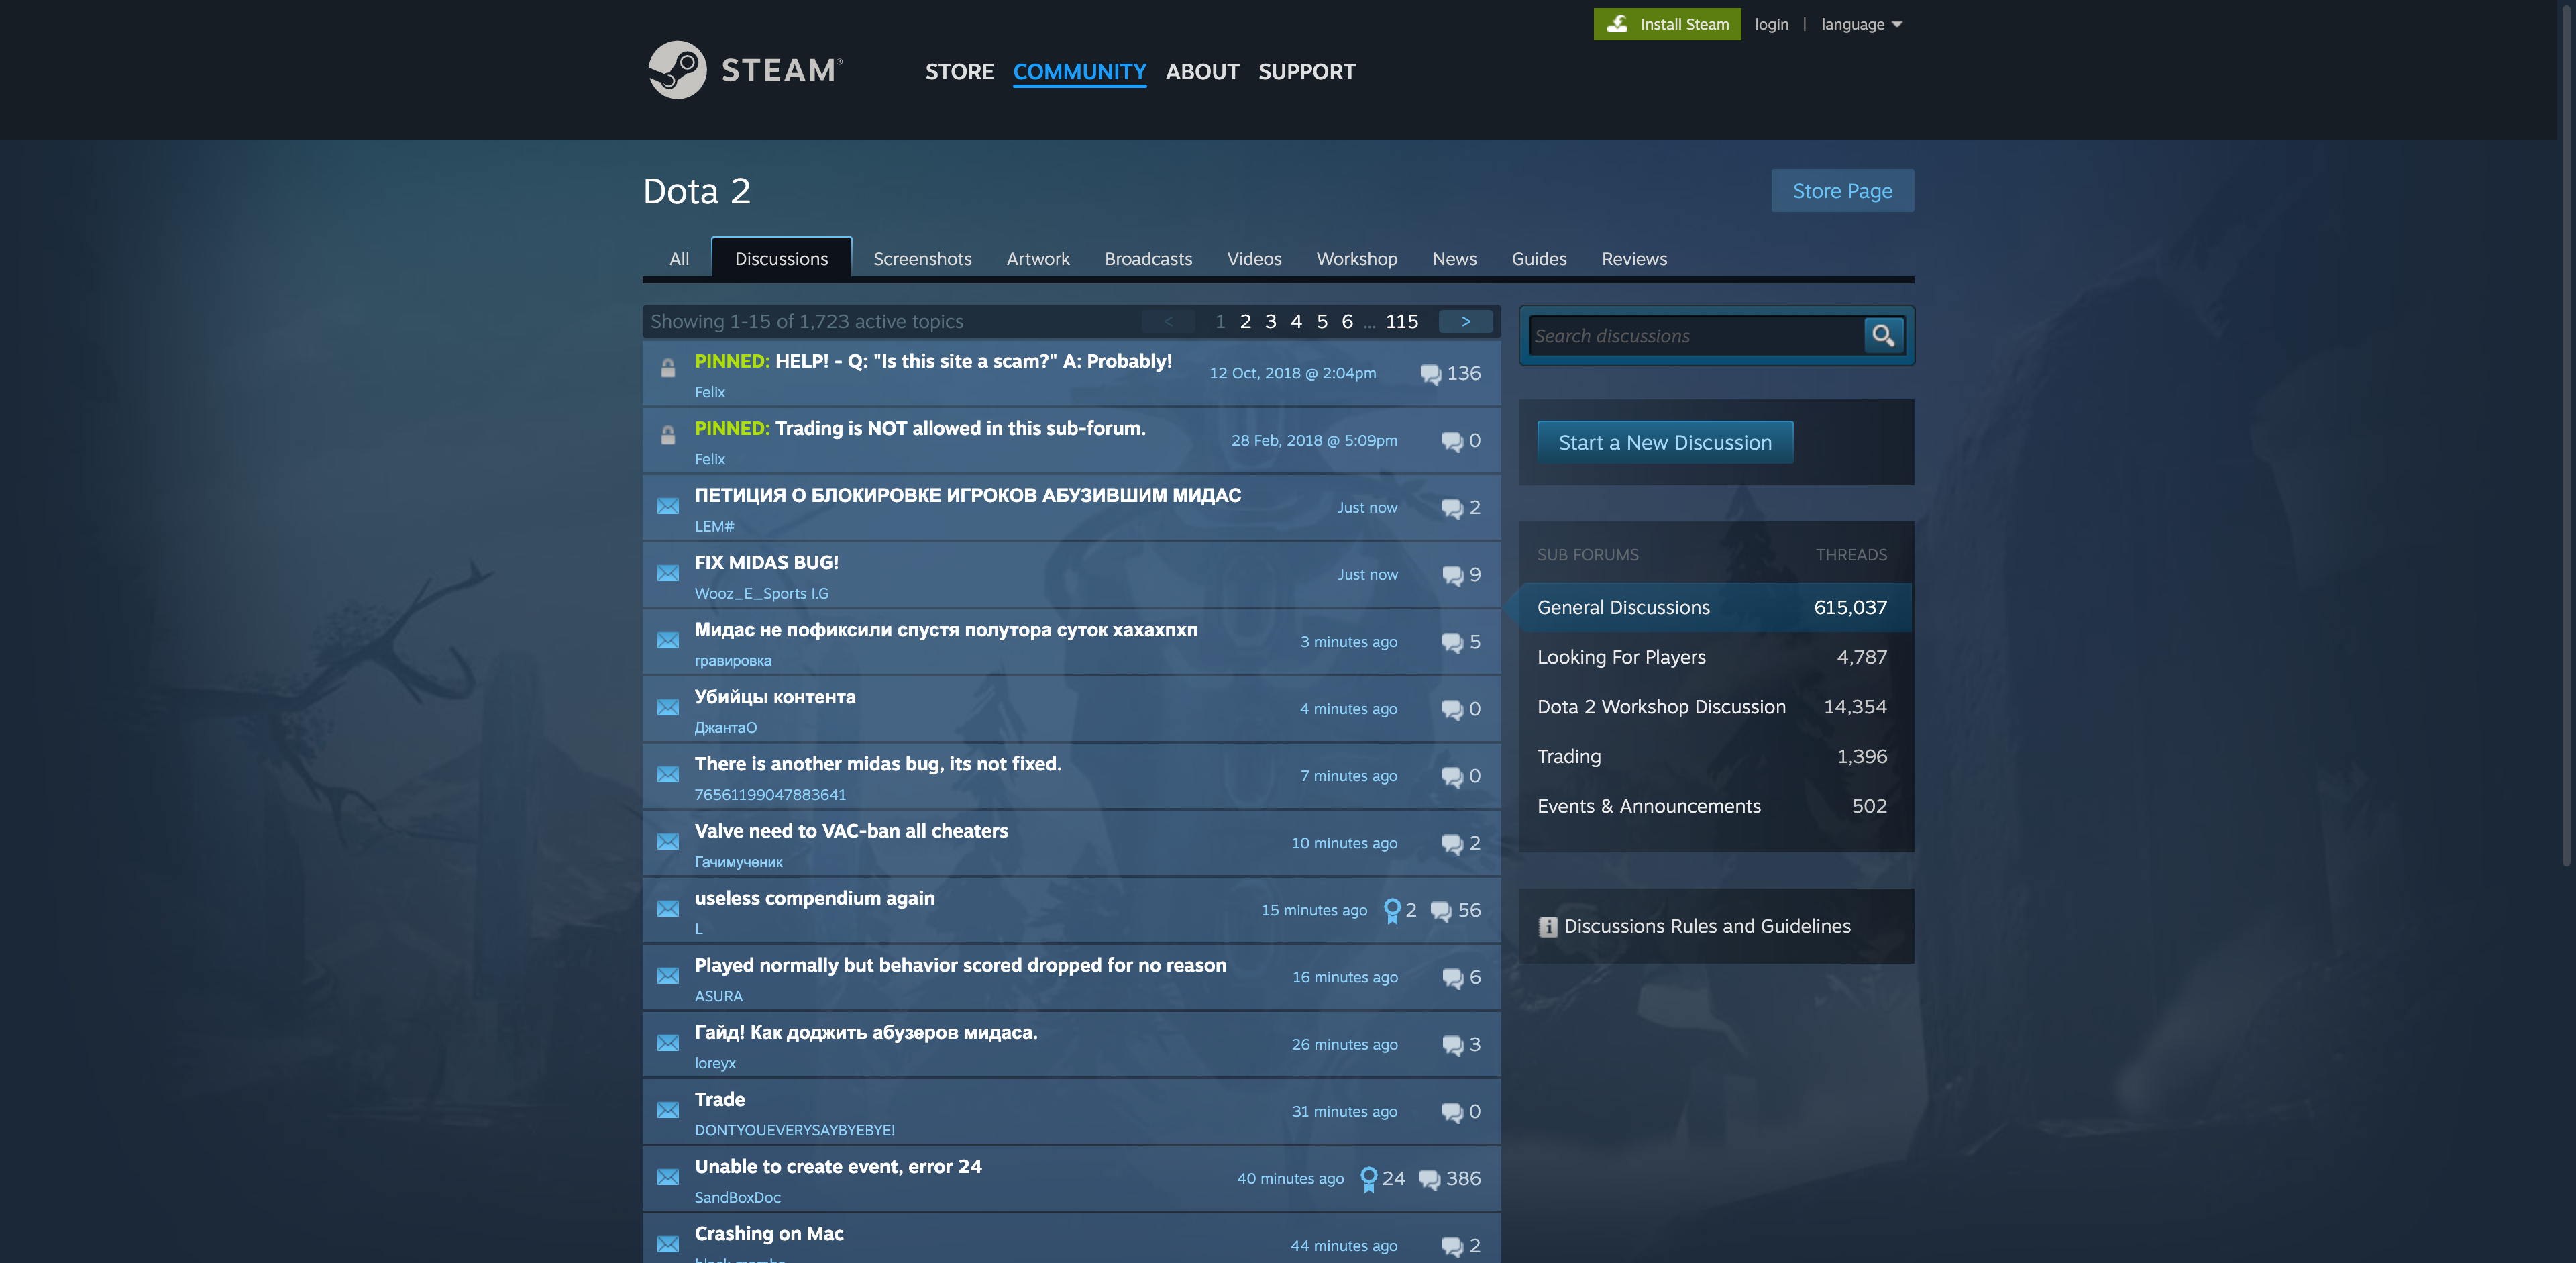 Install Steam login | language
STEAM® STORE COMMUNITY ABOUT SUPPORT
Dota 2
Store Page
All Discussions Screenshots Artwork Broadcasts Videos Workshop News Guides Reviews
Showing 1-15 of 1,723 active topics < 1 2 3 4 5 6 ... 115 >
PINNED: HELP! - Q: "Is this site a scam?" A: Probably! 12 Oct, 2018 @ 2:04pm 136
Felix
PINNED: Trading is NOT allowed in this sub-forum. 28 Feb, 2018 @ 5:09pm 0
Felix
ПЕТИЦИЯ О БЛОКИРОВКЕ ИГРОКОВ АБУЗИВШИМ МИДАС Just now 2
LEM#
FIX MIDAS BUG! Just now 9
Wooz_E_Sports I.G
Мидас не пофиксили спустя полутора суток хахахпхп 3 minutes ago 5
гравировка
Убийцы контента 4 minutes ago 0
ДжантаО
There is another midas bug, its not fixed. 7 minutes ago 0
76561199047883641
Valve need to VAC-ban all cheaters 10 minutes ago 2
Гачимученик
useless compendium again 15 minutes ago 2 56
L
Played normally but behavior scored dropped for no reason 16 minutes ago 6
ASURA
Гайд! Как доджить абузеров мидаса. 26 minutes ago 3
loreyx
Trade 31 minutes ago 0
DONTYOUEVERYSAYBYEBYE!
Unable to create event, error 24 40 minutes ago 24 386
SandBoxDoc
Crashing on Mac 44 minutes ago 2
Search discussions
Start a New Discussion
SUB FORUMS THREADS
General Discussions 615,037
Looking For Players 4,787
Dota 2 Workshop Discussion 14,354
Trading 1,396
Events & Announcements 502
Discussions Rules and Guidelines